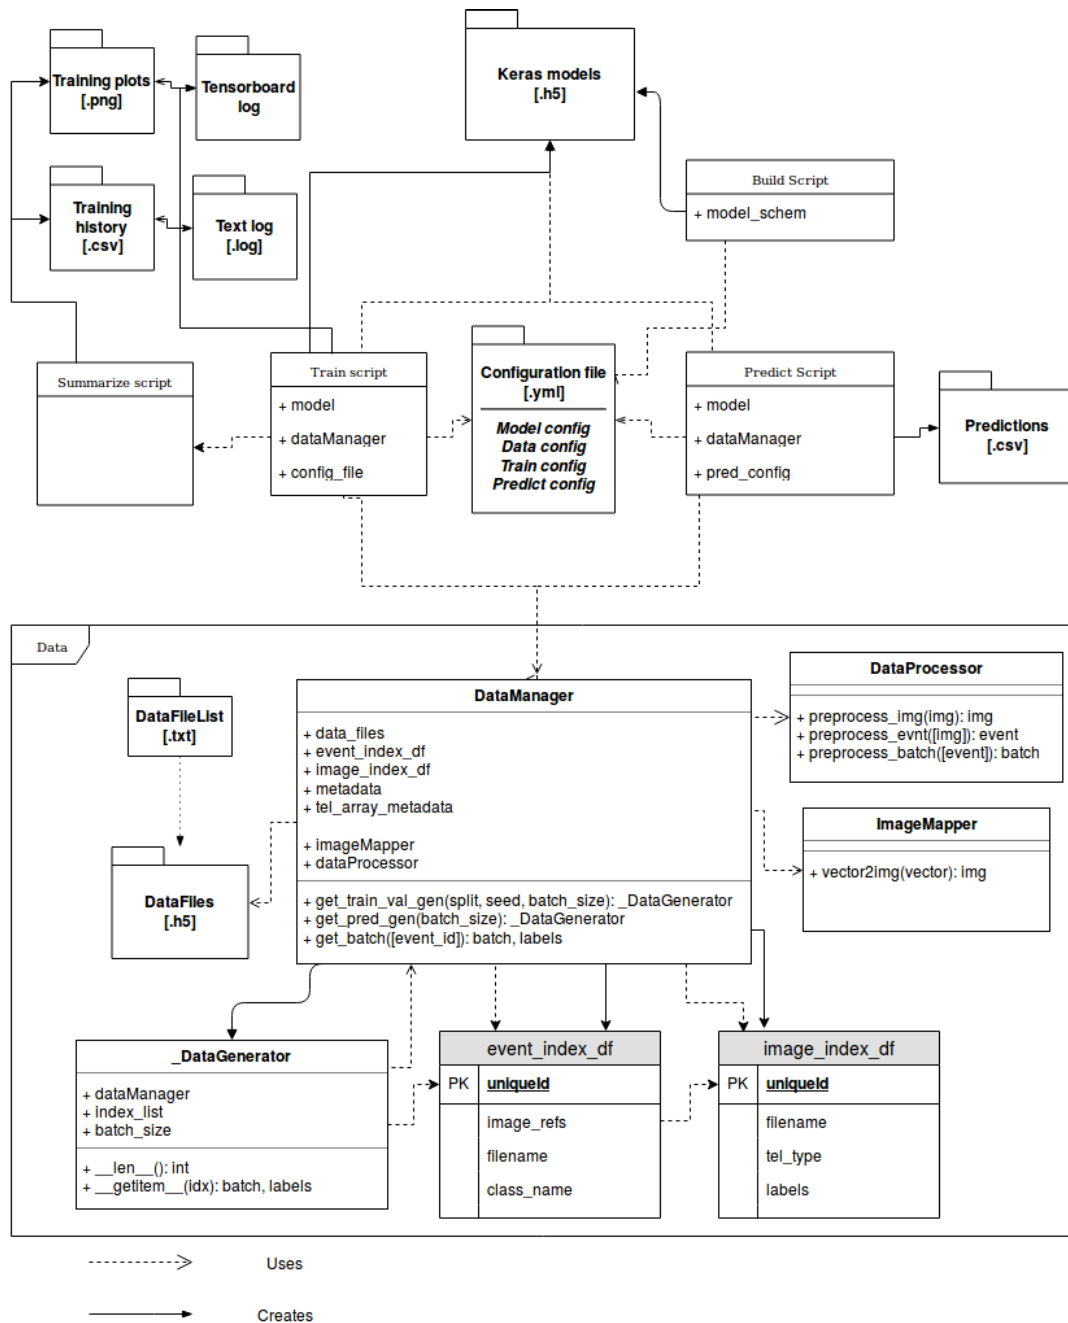 Training plots
[.png]
Tensorboard
log
Keras models
[.h5]
Training
history
[.csv]
Text log
[.log]
Build Script
+ model_schem
Summarize script
Train script
+ model
+ dataManager
+ config_file
Configuration file
[.yml]
Model config
Data config
Train config
Predict config
Predict Script
+ model
+ dataManager
+ pred_config
Predictions
[.csv]
Data
DataFileList
[.txt]
DataFiles
[.h5]
DataManager
+ data_files
+ event_index_df
+ image_index_df
+ metadata
+ tel_array_metadata
+ imageMapper
+ dataProcessor
+ get_train_val_gen(split, seed, batch_size): _DataGenerator
+ get_pred_gen(batch_size): _DataGenerator
+ get_batch([event_id]): batch, labels
DataProcessor
+ preprocess_img(img): img
+ preprocess_evnt([img]): event
+ preprocess_batch([event]): batch
ImageMapper
+ vector2img(vector): img
_DataGenerator
+ dataManager
+ index_list
+ batch_size
+ __len__(): int
+ __getitem__(idx): batch, labels
event_index_df
PK uniqueId
image_refs
filename
class_name
image_index_df
PK uniqueId
filename
tel_type
labels
Uses
Creates